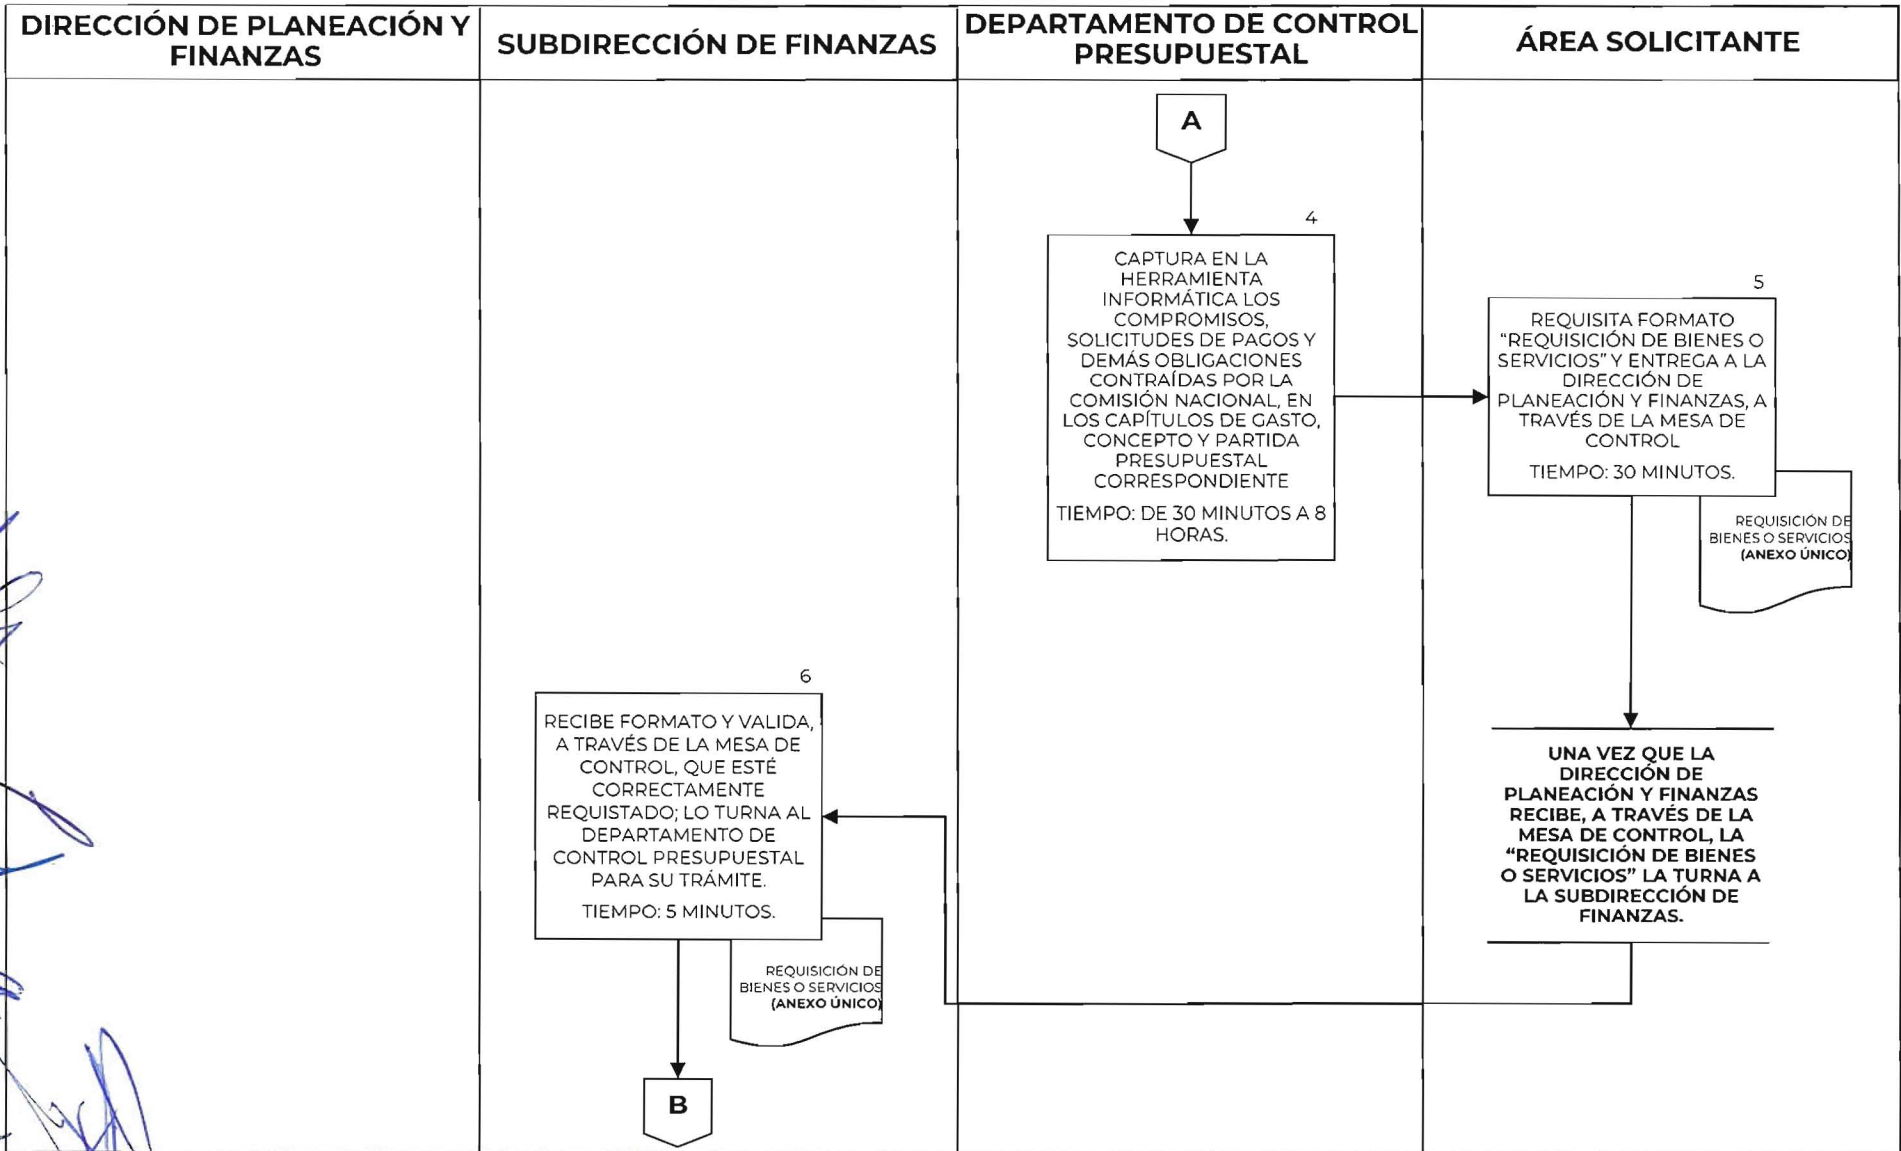 DIRECCIÓN DE PLANEACIÓN Y
FINANZAS
SUBDIRECCIÓN DE FINANZAS
DEPARTAMENTO DE CONTROL
PRESUPUESTAL
ÁREA SOLICITANTE
A
4
CAPTURA EN LA
HERRAMIENTA
INFORMÁTICA LOS
COMPROMISOS,
SOLICITUDES DE PAGOS Y
DEMÁS OBLIGACIONES
CONTRAÍDAS POR LA
COMISIÓN NACIONAL, EN
LOS CAPÍTULOS DE GASTO,
CONCEPTO Y PARTIDA
PRESUPUESTAL
CORRESPONDIENTE
TIEMPO: DE 30 MINUTOS A 8
HORAS.
5
REQUISITA FORMATO
“REQUISICIÓN DE BIENES O
SERVICIOS” Y ENTREGA A LA
DIRECCIÓN DE
PLANEACIÓN Y FINANZAS, A
TRAVÉS DE LA MESA DE
CONTROL
TIEMPO: 30 MINUTOS.
REQUISICIÓN DE
BIENES O SERVICIOS
(ANEXO ÚNICO)
UNA VEZ QUE LA
DIRECCIÓN DE
PLANEACIÓN Y FINANZAS
RECIBE, A TRAVÉS DE LA
MESA DE CONTROL, LA
“REQUISICIÓN DE BIENES
O SERVICIOS” LA TURNA A
LA SUBDIRECCIÓN DE
FINANZAS.
6
RECIBE FORMATO Y VALIDA,
A TRAVÉS DE LA MESA DE
CONTROL, QUE ESTÉ
CORRECTAMENTE
REQUISTADO; LO TURNA AL
DEPARTAMENTO DE
CONTROL PRESUPUESTAL
PARA SU TRÁMITE.
TIEMPO: 5 MINUTOS.
REQUISICIÓN DE
BIENES O SERVICIOS
(ANEXO ÚNICO)
B